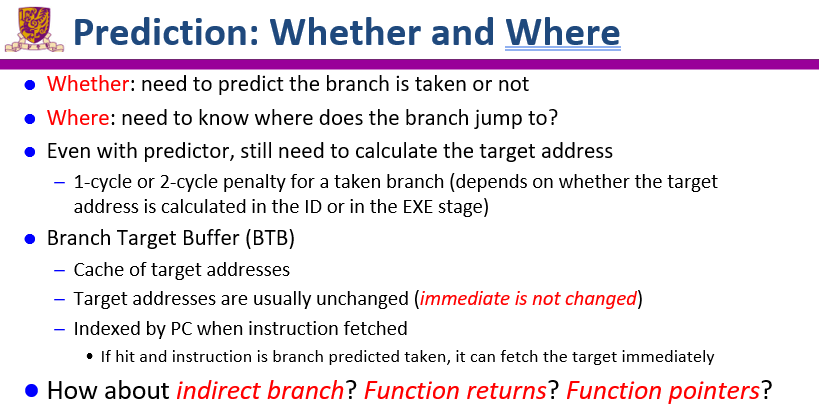 Prediction: Whether and Where
● Whether: need to predict the branch is taken or not
● Where: need to know where does the branch jump to?
● Even with predictor, still need to calculate the target address
– 1-cycle or 2-cycle penalty for a taken branch (depends on whether the target
address is calculated in the ID or in the EXE stage)
● Branch Target Buffer (BTB)
– Cache of target addresses
– Target addresses are usually unchanged (immediate is not changed)
– Indexed by PC when instruction fetched
• If hit and instruction is branch predicted taken, it can fetch the target immediately
● How about indirect branch? Function returns? Function pointers?